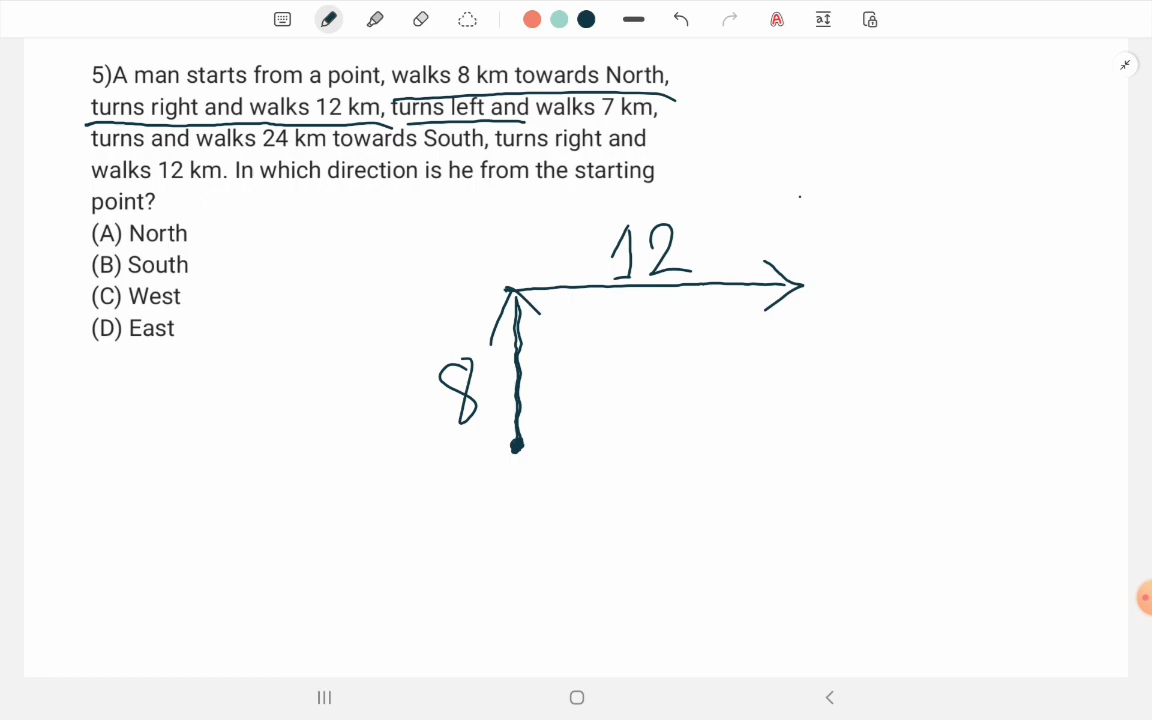 5)A man starts from a point, walks 8 km towards North,
turns right and walks 12 km, turns left and walks 7 km,
turns and walks 24 km towards South, turns right and
walks 12 km. In which direction is he from the starting
point?
(A) North
(B) South
(C) West
(D) East
12
8